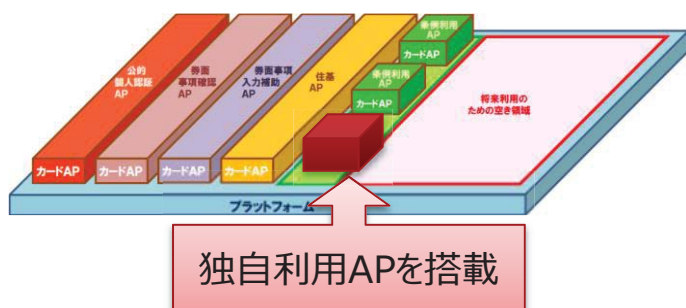 公的
個人認証
AP
券面
事項確認
AP
券面事項
入力補助
AP
住基
AP
条例利用
AP
カードAP
条例利用
AP
カードAP
カードAP
カードAP
カードAP
カードAP
将来利用の
ための空き領域
プラットフォーム
独自利用APを搭載